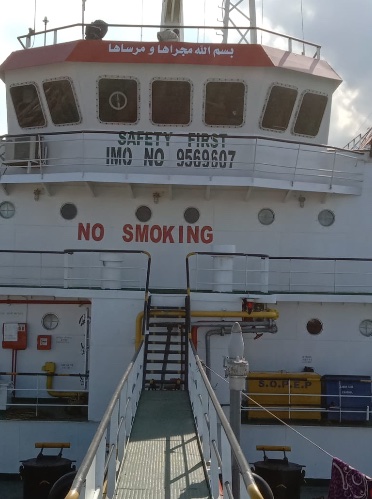 بسم الله مجراها و مرساها
SAFETY FIRST
IMO NO 9569607
NO SMOKING
S.O.P.E.P